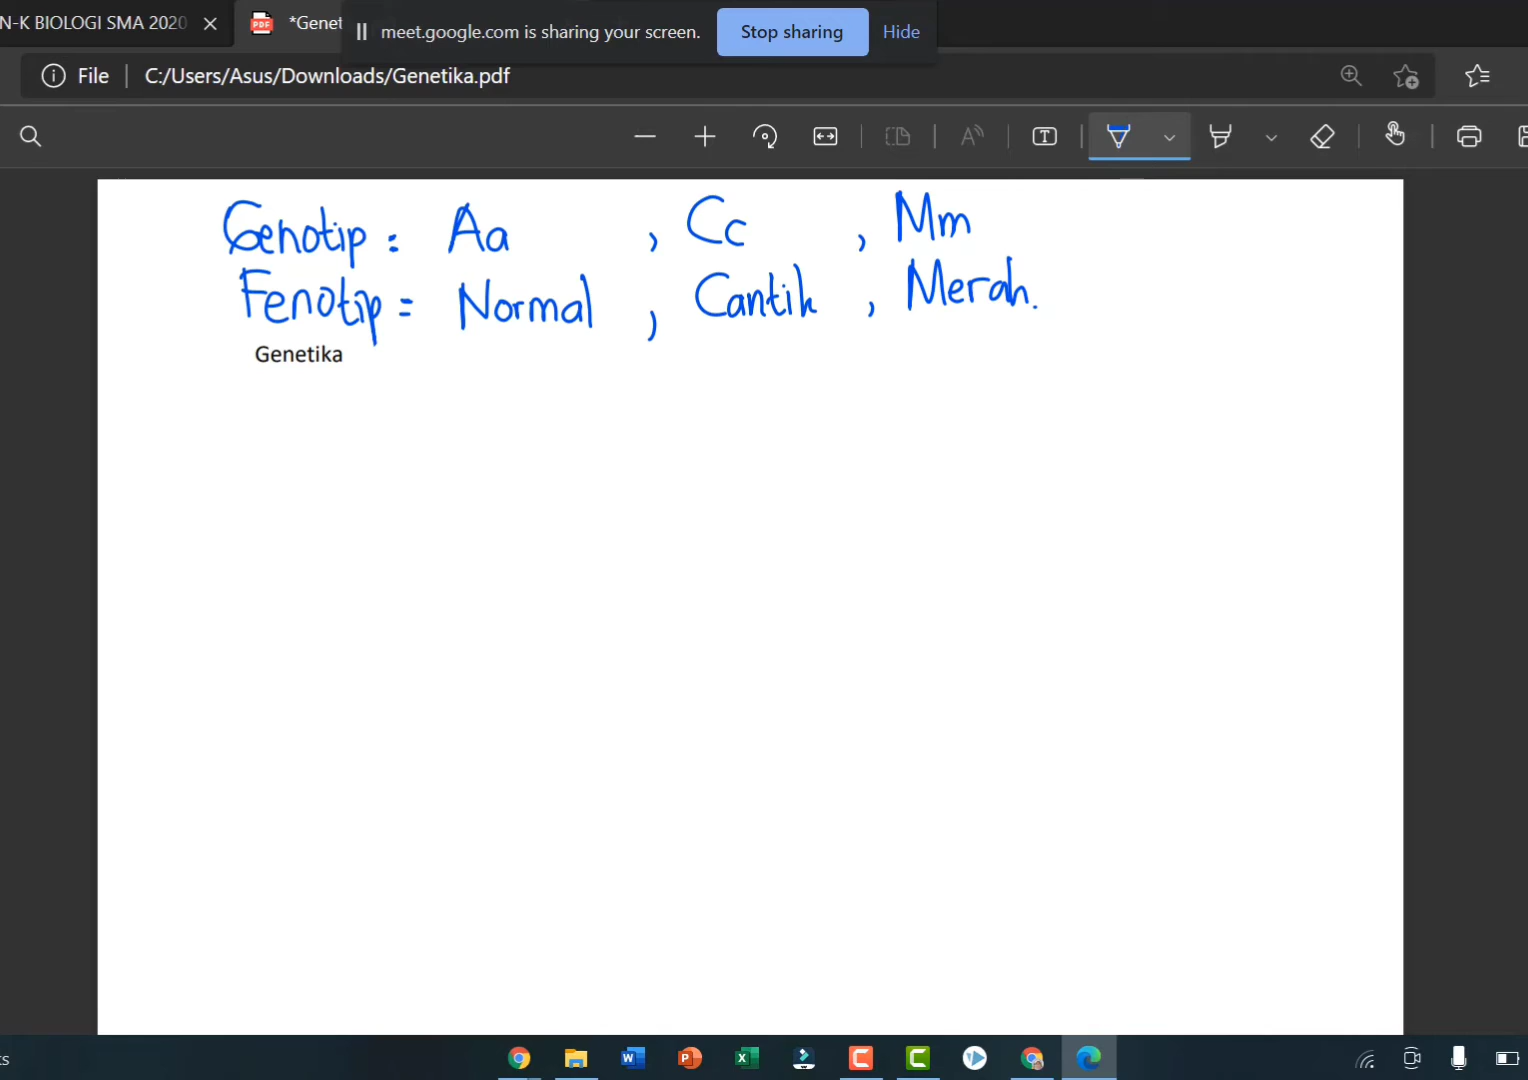 N-K BIOLOGI SMA 2020
*Genet
meet.google.com is sharing your screen.
Stop sharing
Hide
File
C:/Users/Asus/Downloads/Genetika.pdf
Genotip = Aa , Cc , Mm
Fenotip = Normal , Cantik , Merah.
Genetika